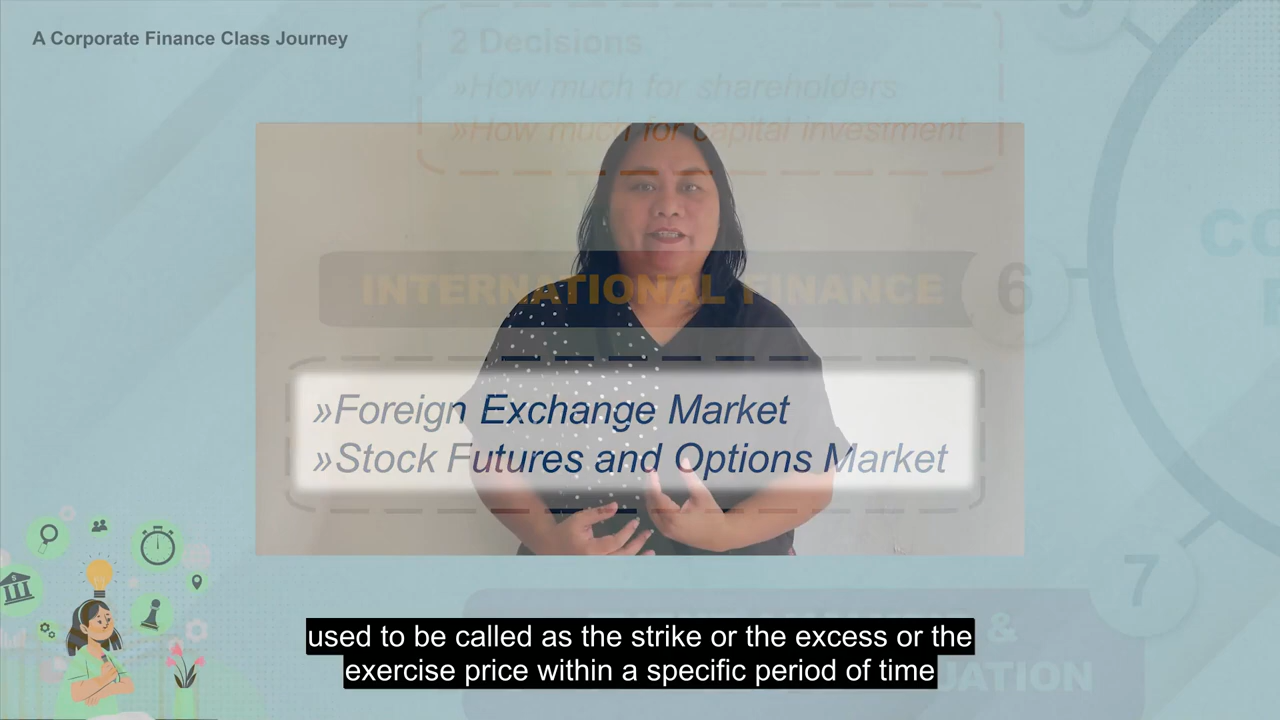 A Corporate Finance Class Journey
2 Decisions
»How much for shareholders
»How much for capital investment
INTERNATIONAL FINANCE
6
»Foreign Exchange Market
»Stock Futures and Options Market
7
&
used to be called as the strike or the excess or the
exercise price within a specific period of time